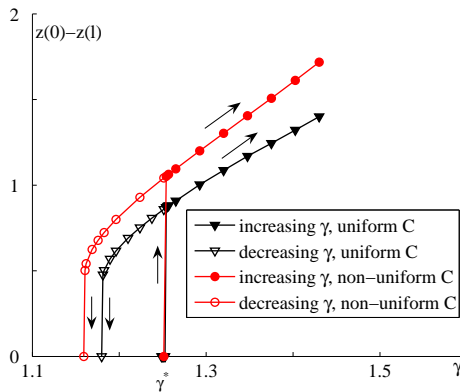 2
z(0)−z(l)
1
increasing γ, uniform C
decreasing γ, uniform C
increasing γ, non−uniform C
decreasing γ, non−uniform C
0
1.1
γ*
1.3
1.5
γ